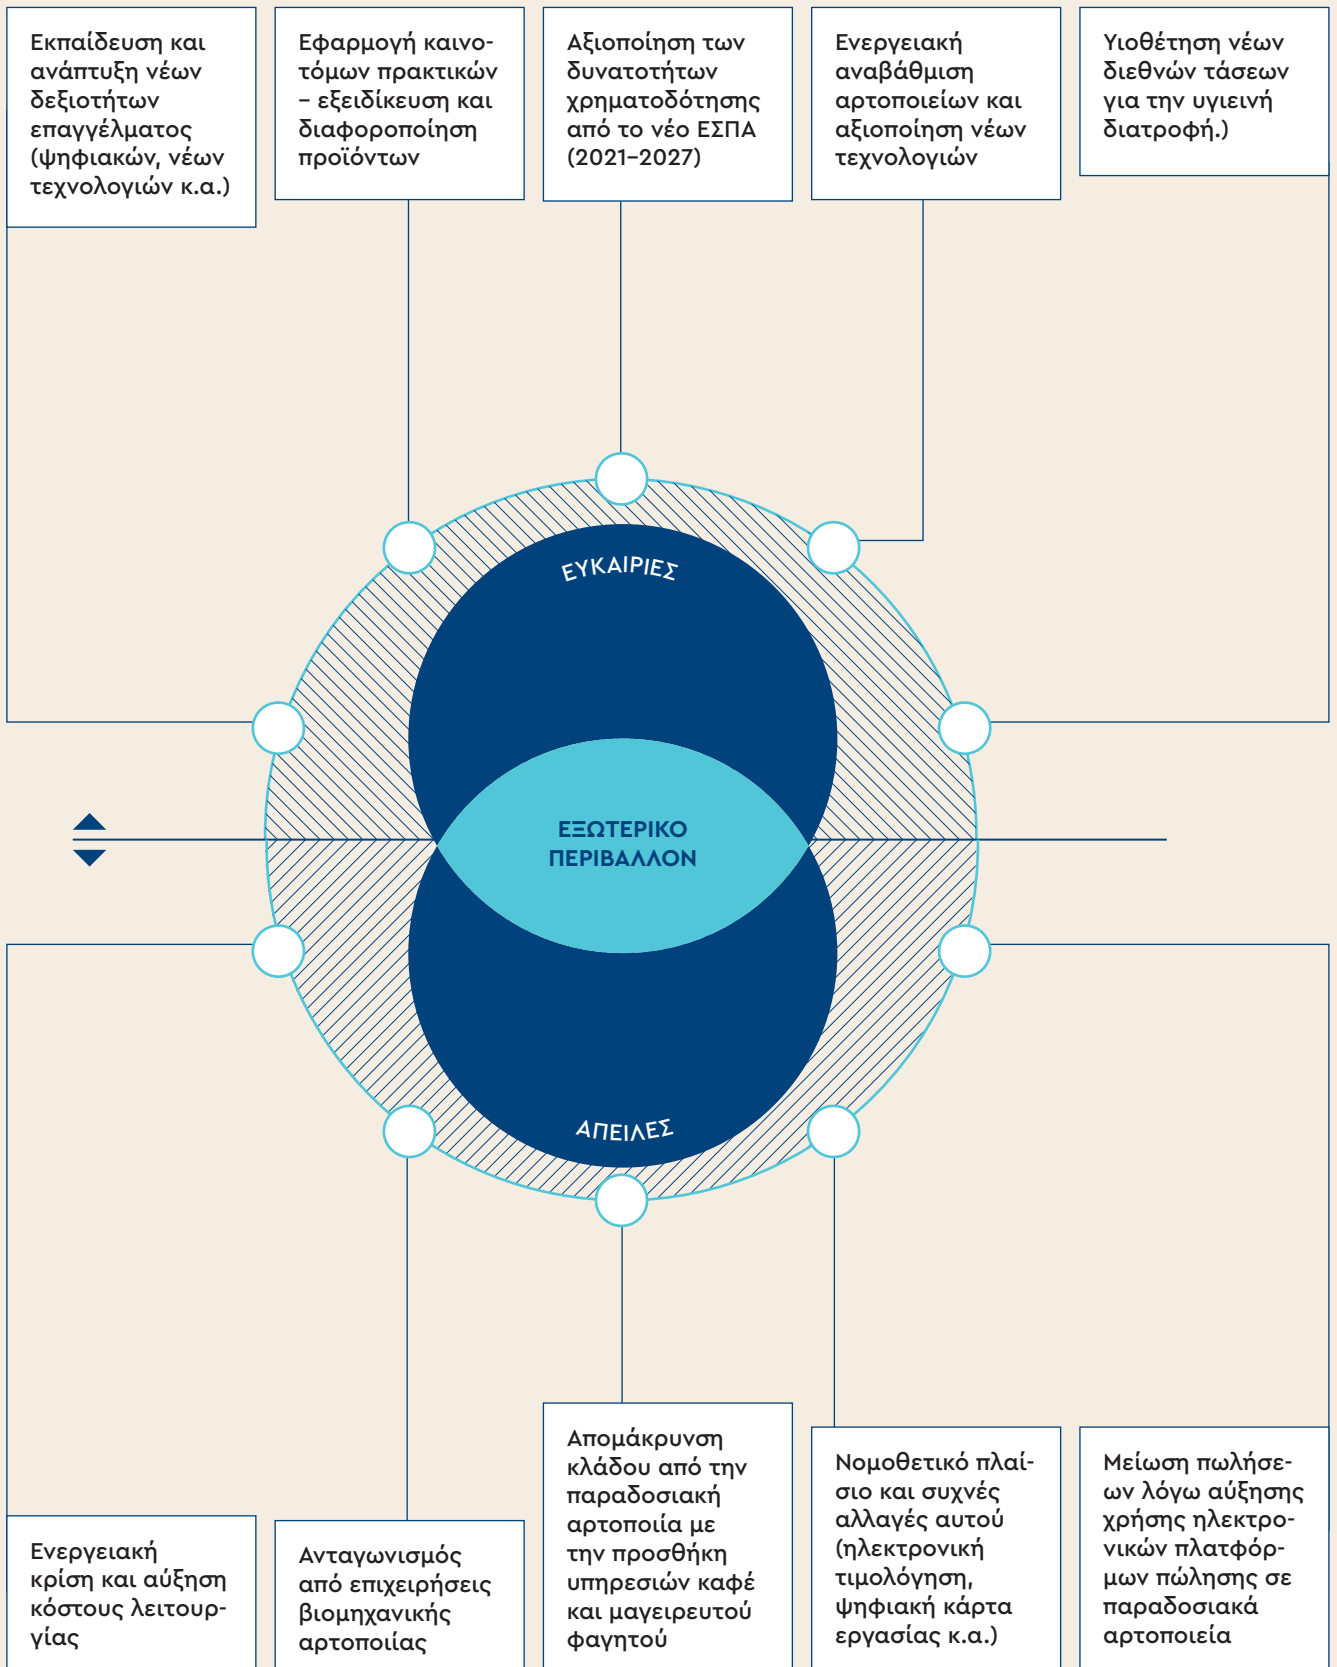 Εκπαίδευση και
ανάπτυξη νέων
δεξιοτήτων
επαγγέλματος
(ψηφιακών, νέων
τεχνολογιών κ.α.)
Εφαρμογή καινο-
τόμων πρακτικών
– εξειδίκευση και
διαφοροποίηση
προϊόντων
Αξιοποίηση των
δυνατοτήτων
χρηματοδότησης
από το νέο ΕΣΠΑ
(2021–2027)
Ενεργειακή
αναβάθμιση
αρτοποιείων και
αξιοποίηση νέων
τεχνολογιών
Υιοθέτηση νέων
διεθνών τάσεων
για την υγιεινή
διατροφή.)
ΕΥΚΑΙΡΙΕΣ
ΕΞΩΤΕΡΙΚΟ
ΠΕΡΙΒΑΛΛΟΝ
ΑΠΕΙΛΕΣ
Ενεργειακή
κρίση και αύξηση
κόστους λειτουρ-
γίας
Ανταγωνισμός
από επιχειρήσεις
βιομηχανικής
αρτοποιίας
Απομάκρυνση
κλάδου από την
παραδοσιακή
αρτοποιία με
την προσθήκη
υπηρεσιών καφέ
και μαγειρευτού
φαγητού
Νομοθετικό πλαί-
σιο και συχνές
αλλαγές αυτού
(ηλεκτρονική
τιμολόγηση,
ψηφιακή κάρτα
εργασίας κ.α.)
Μείωση πωλήσε-
ων λόγω αύξησης
χρήσης ηλεκτρο-
νικών πλατφόρ-
μων πώλησης σε
παραδοσιακά
αρτοποιεία